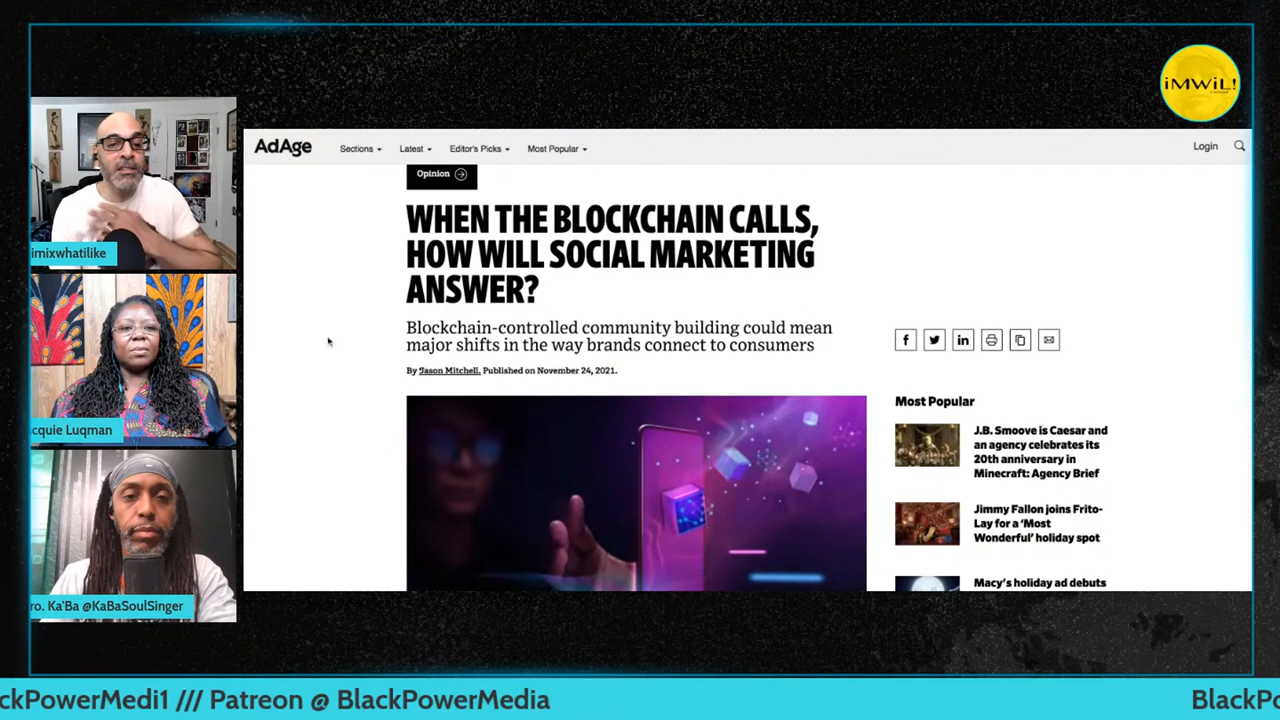 iMWiL!
AdAge
Sections
Latest
Editor's Picks
Most Popular
Login
Opinion
WHEN THE BLOCKCHAIN CALLS,
HOW WILL SOCIAL MARKETING
ANSWER?
Blockchain-controlled community building could mean
major shifts in the way brands connect to consumers
By Jason Mitchell. Published on November 24, 2021.
Most Popular
J.B. Smoove is Caesar and
an agency celebrates its
20th anniversary in
Minecraft: Agency Brief
Jimmy Fallon joins Frito-
Lay for a 'Most
Wonderful' holiday spot
Macy's holiday ad debuts
imixwhatilike
cquie Luqman
ro. Ka'Ba @KaBaSoulSinger
ckPowerMedi1 /// Patreon @ BlackPowerMedia
BlackPo